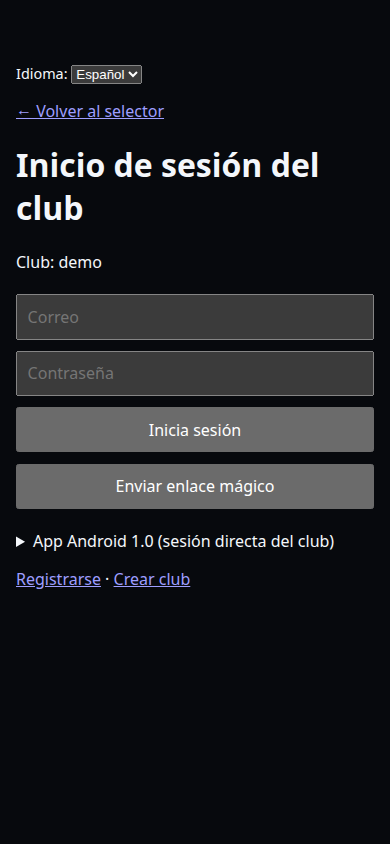 Idioma: Español
← Volver al selector
Inicio de sesión del
club
Club: demo
Correo
Contraseña
Inicia sesión
Enviar enlace mágico
App Android 1.0 (sesión directa del club)
Registrarse · Crear club